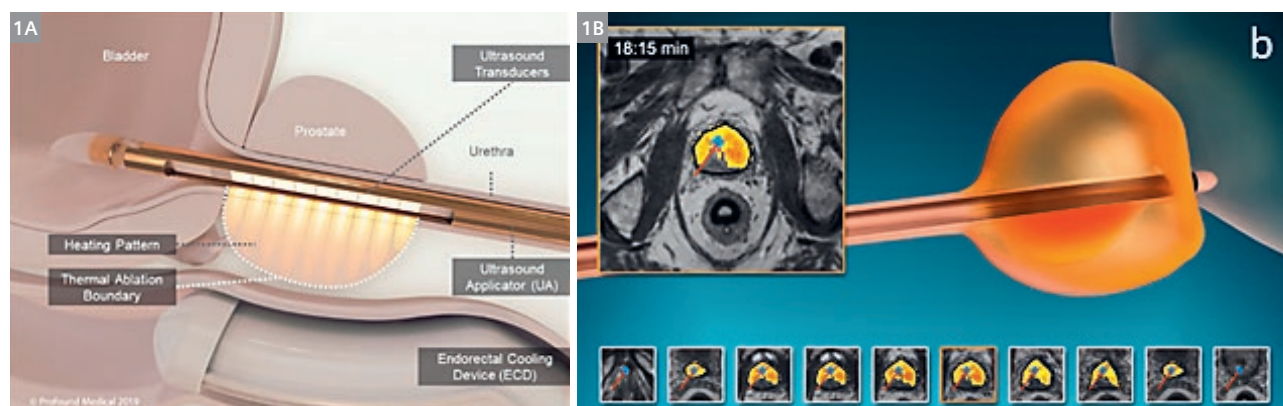 1A
Bladder
Ultrasound
Transducers
Prostate
Urethra
Heating Pattern
Thermal Ablation
Boundary
Ultrasound
Applicator (UA)
Endorectal Cooling
Device (ECD)
© Profound Medical 2019
1B
18:15 min
b